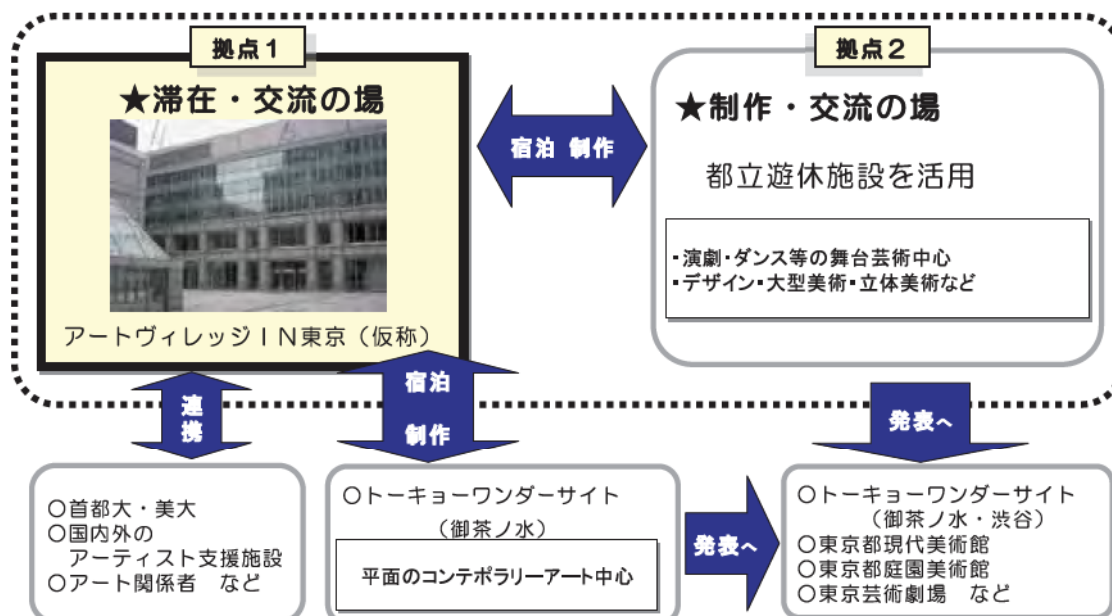 拠点1
★滞在・交流の場
アートヴィレッジIN東京（仮称）
宿泊 制作
拠点2
★制作・交流の場
都立遊休施設を活用
・演劇・ダンス等の舞台芸術中心
・デザイン・大型美術・立体美術など
連携
宿泊
制作
発表へ
○首都大・美大
○国内外の
アーティスト支援施設
○アート関係者 など
○トーキョーワンダーサイト
（御茶ノ水）
平面のコンテポラリーアート中心
発表へ
○トーキョーワンダーサイト
（御茶ノ水・渋谷）
○東京都現代美術館
○東京都庭園美術館
○東京芸術劇場 など